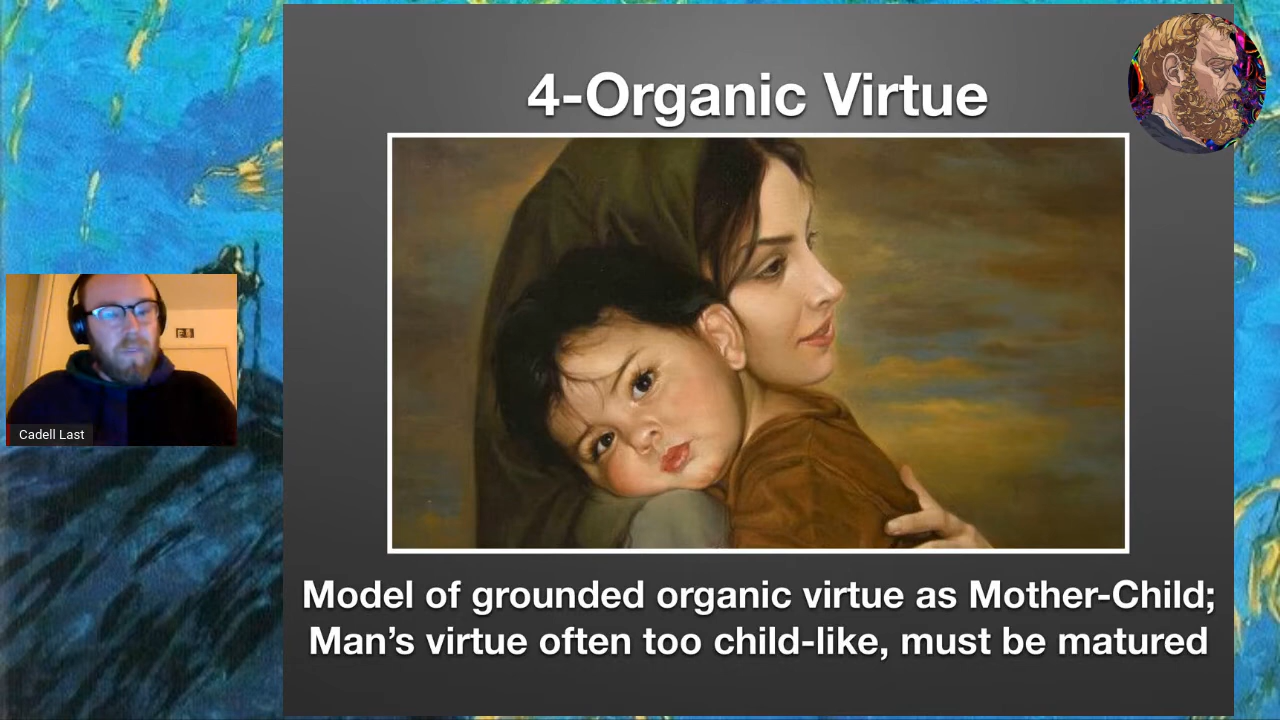 4-Organic Virtue
Cadell Last
Model of grounded organic virtue as Mother-Child;
Man's virtue often too child-like, must be matured